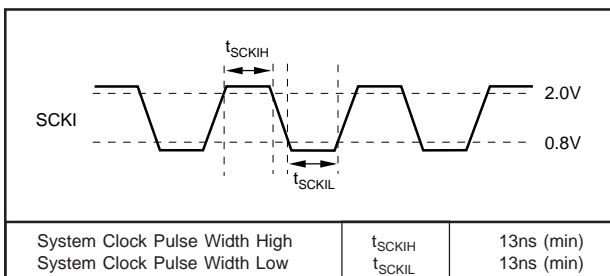 tSCKIH
2.0V
SCKI
0.8V
tSCKIL
System Clock Pulse Width High tSCKIH 13ns (min)
System Clock Pulse Width Low tSCKIL 13ns (min)